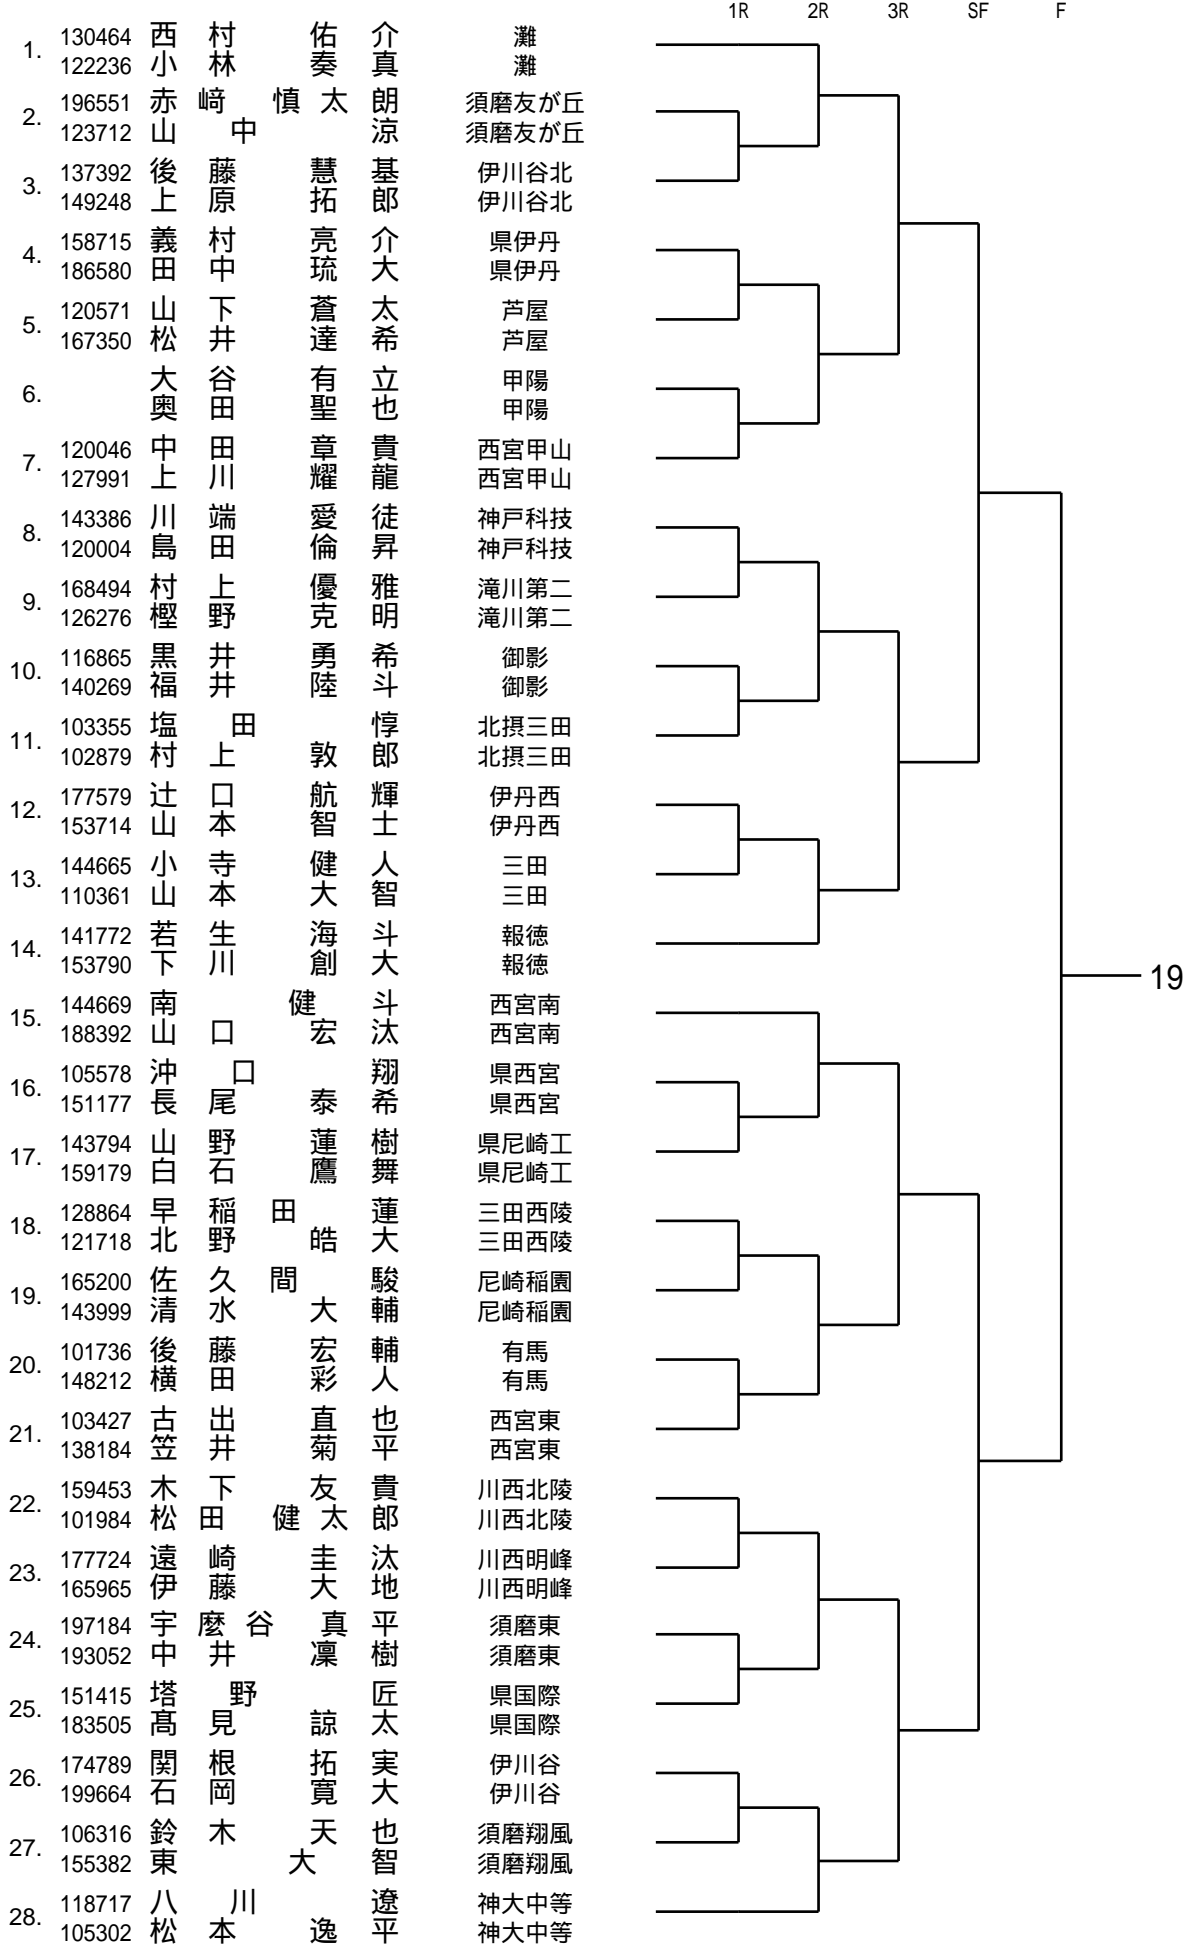 1R 2R 3R SF F
1.
130464 西村 佑介 灘
122236 小林 奏真 灘
2.
196551 赤﨑 慎太朗 須磨友が丘
123712 山中 涼 須磨友が丘
3.
137392 後藤 慧基 伊川谷北
149248 上原 拓郎 伊川谷北
4.
158715 義村 亮介 県伊丹
186580 田中 琉大 県伊丹
5.
120571 山下 蒼太 芦屋
167350 松井 達希 芦屋
6.
大谷 有立 甲陽
奥田 聖也 甲陽
7.
120046 中田 章貴 西宮甲山
127991 上川 耀龍 西宮甲山
8.
143386 川端 愛徒 神戸科技
120004 島田 倫昇 神戸科技
9.
168494 村上 優雅 滝川第二
126276 樫野 克明 滝川第二
10.
116865 黒井 勇希 御影
140269 福井 陸斗 御影
11.
103355 塩田 惇 北摂三田
102879 村上 敦郎 北摂三田
12.
177579 辻口 航輝 伊丹西
153714 山本 智士 伊丹西
13.
144665 小寺 健人 三田
110361 山本 大智 三田
14.
141772 若生 海斗 報徳
153790 下川 創大 報徳
19
15.
144669 南 健斗 西宮南
188392 山口 宏汰 西宮南
16.
105578 沖口 翔 県西宮
151177 長尾 泰希 県西宮
17.
143794 山野 蓮樹 県尼崎工
159179 白石 鷹舞 県尼崎工
18.
128864 早稲田 蓮 三田西陵
121718 北野 皓大 三田西陵
19.
165200 佐久間 駿 尼崎稲園
143999 清水 大輔 尼崎稲園
20.
101736 後藤 宏輔 有馬
148212 横田 彩人 有馬
21.
103427 古出 直也 西宮東
138184 笠井 菊平 西宮東
22.
159453 木下 友貴 川西北陵
101984 松田 健太郎 川西北陵
23.
177724 遠崎 圭汰 川西明峰
165965 伊藤 大地 川西明峰
24.
197184 宇麼谷 真平 須磨東
193052 中井 凜樹 須磨東
25.
151415 塔野 匠 県国際
183505 髙見 諒太 県国際
26.
174789 関根 拓実 伊川谷
199664 石岡 寛大 伊川谷
27.
106316 鈴木 天也 須磨翔風
155382 東 大智 須磨翔風
28.
118717 八川 遼 神大中等
105302 松本 逸平 神大中等